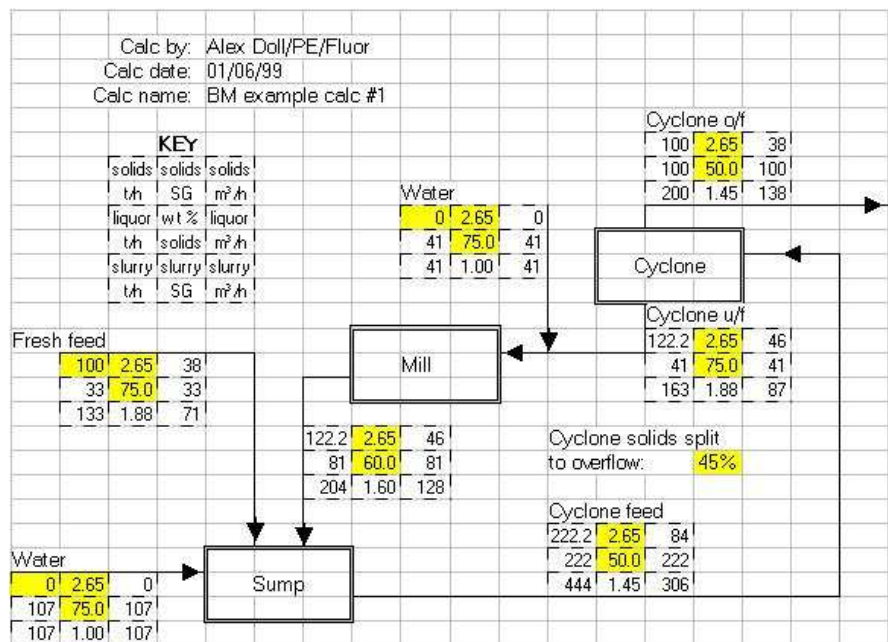 Calc by: Alex Doll/PE/Fluor
Calc date: 01/06/99
Calc name: BM example calc #1
KEY
solids solids solids
t/h SG m³/h
liquor wt % liquor
t/h solids m³/h
slurry slurry slurry
t/h SG m³/h
Cyclone o/f
100 2.65 38
100 50.0 100
200 1.45 138
Water
0 2.65 0
41 75.0 41
41 1.00 41
Cyclone
Cyclone u/f
122.2 2.65 46
41 75.0 41
163 1.88 87
Fresh feed
100 2.65 38
33 75.0 33
133 1.88 71
Mill
122.2 2.65 46
81 60.0 81
204 1.60 128
Cyclone solids split
to overflow: 45%
Cyclone feed
222.2 2.65 84
222 50.0 222
444 1.45 306
Water
0 2.65 0
107 75.0 107
107 1.00 107
Sump